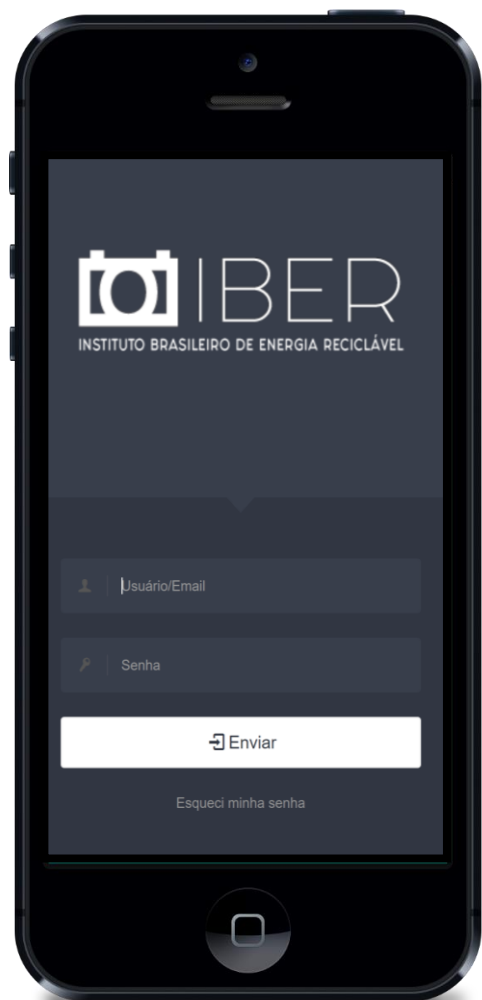 IBER
INSTITUTO BRASILEIRO DE ENERGIA RECICLÁVEL
Usuário/Email
Senha
Enviar
Esqueci minha senha